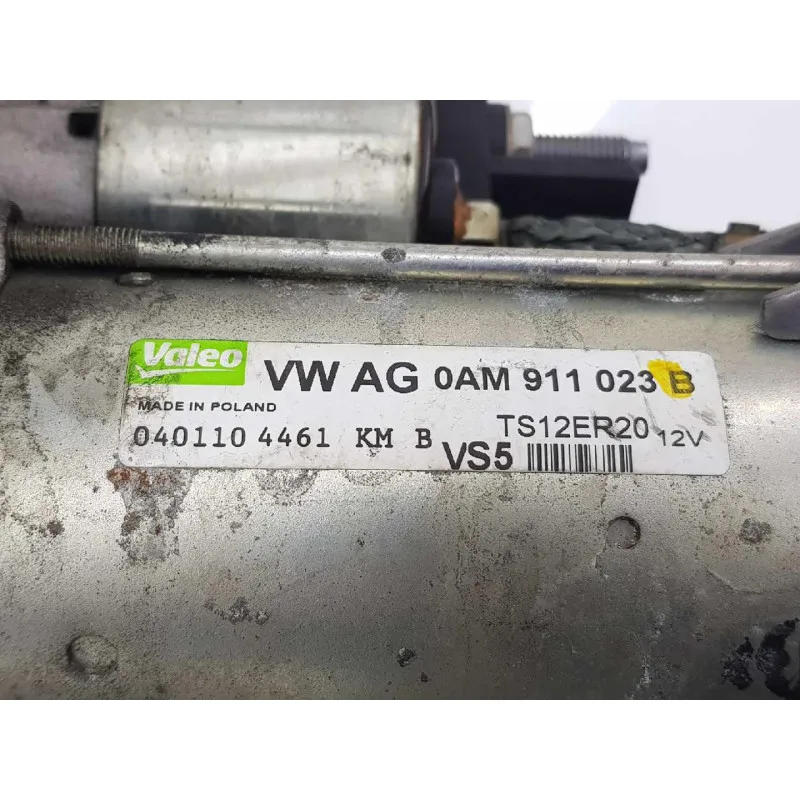 Valeo VW AG 0AM 911 023 B
MADE IN POLAND TS12ER20 12V
040110 4461 KM B VS5